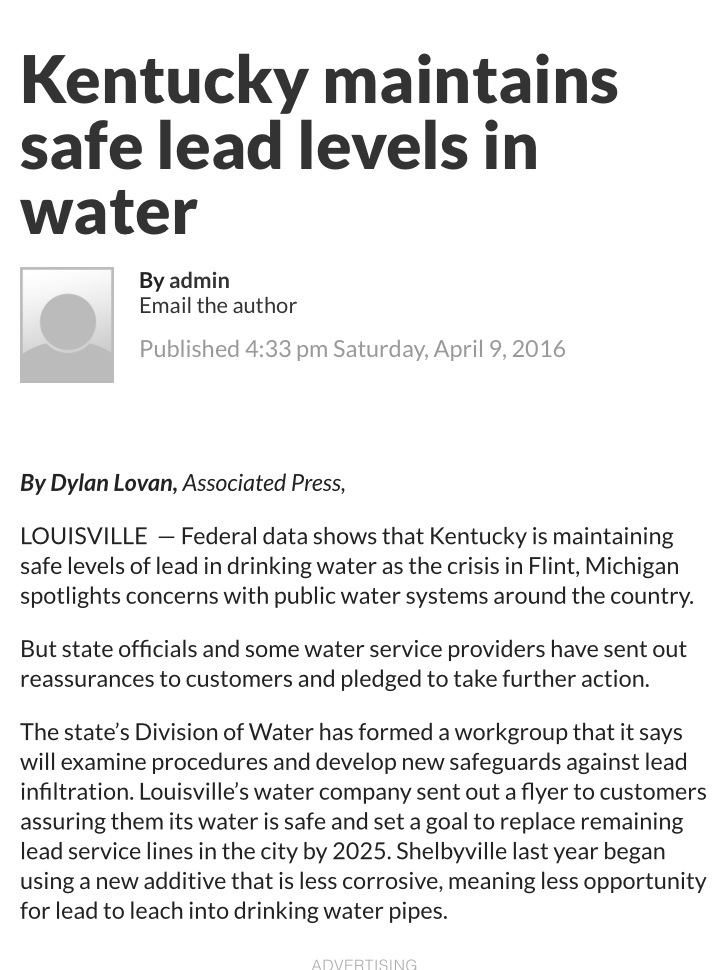 Kentucky maintains
safe lead levels in
water
By admin
Email the author
Published 4:33 pm Saturday, April 9, 2016
By Dylan Lovan, Associated Press,
LOUISVILLE — Federal data shows that Kentucky is maintaining
safe levels of lead in drinking water as the crisis in Flint, Michigan
spotlights concerns with public water systems around the country.
But state officials and some water service providers have sent out
reassurances to customers and pledged to take further action.
The state’s Division of Water has formed a workgroup that it says
will examine procedures and develop new safeguards against lead
infiltration. Louisville’s water company sent out a flyer to customers
assuring them its water is safe and set a goal to replace remaining
lead service lines in the city by 2025. Shelbyville last year began
using a new additive that is less corrosive, meaning less opportunity
for lead to leach into drinking water pipes.
ADVERTISING